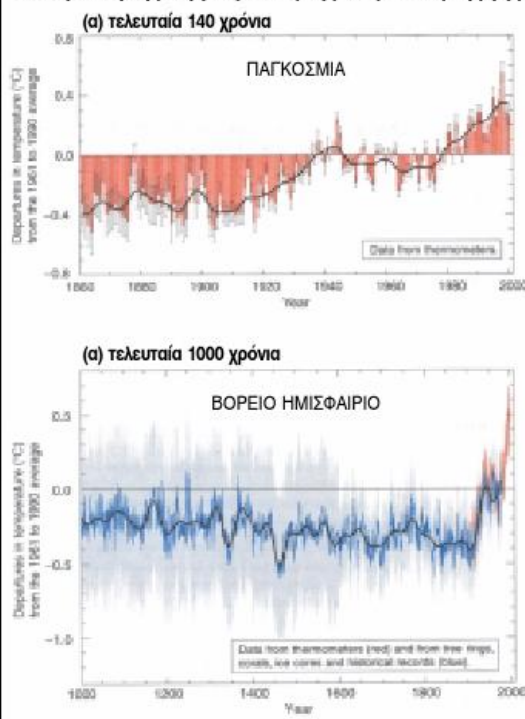 (α) τελευταία 140 χρόνια
0.8
ΠΑΓΚΟΣΜΙΑ
0.4
0.0
−0.4
−0.8
Departures in temperature (°C)
from the 1961 to 1990 average
Data from thermometers.
1860
1880
1900
1920
1940
1960
1980
2000
Year
(α) τελευταία 1000 χρόνια
ΒΟΡΕΙΟ ΗΜΙΣΦΑΙΡΙΟ
0.5
0.0
−0.5
−1.0
Departures in temperature (°C)
from the 1961 to 1990 average
Data from thermometers (red) and from tree rings,
corals, ice cores and historical records (blue).
1000
1200
1400
1600
1800
2000
Year